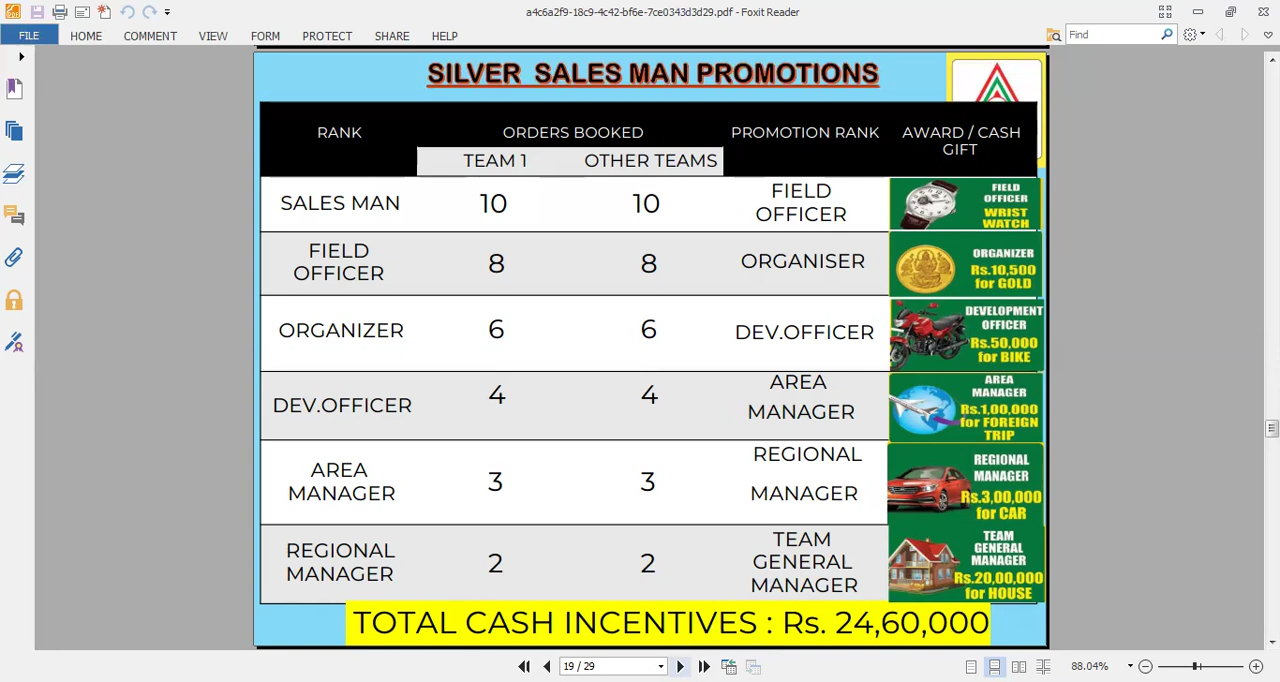 a4c6a2f9-18c9-4c42-bf6e-7ce0343d3d29.pdf - Foxit Reader
FILE HOME COMMENT VIEW FORM PROTECT SHARE HELP
Find
SILVER SALES MAN PROMOTIONS
RANK ORDERS BOOKED PROMOTION RANK AWARD / CASH GIFT
TEAM 1 OTHER TEAMS
SALES MAN 10 10 FIELD OFFICER
FIELD OFFICER WRIST WATCH
FIELD OFFICER 8 8 ORGANISER
ORGANIZER Rs.10,500 for GOLD
ORGANIZER 6 6 DEV.OFFICER
DEVELOPMENT OFFICER Rs.50,000 for BIKE
DEV.OFFICER 4 4 AREA MANAGER
AREA MANAGER Rs.1,00,000 for FOREIGN TRIP
AREA MANAGER 3 3 REGIONAL MANAGER
REGIONAL MANAGER Rs.3,00,000 for CAR
REGIONAL MANAGER 2 2 TEAM GENERAL MANAGER
TEAM GENERAL MANAGER Rs.20,00,000 for HOUSE
TOTAL CASH INCENTIVES : Rs. 24,60,000
19 / 29
88.04%